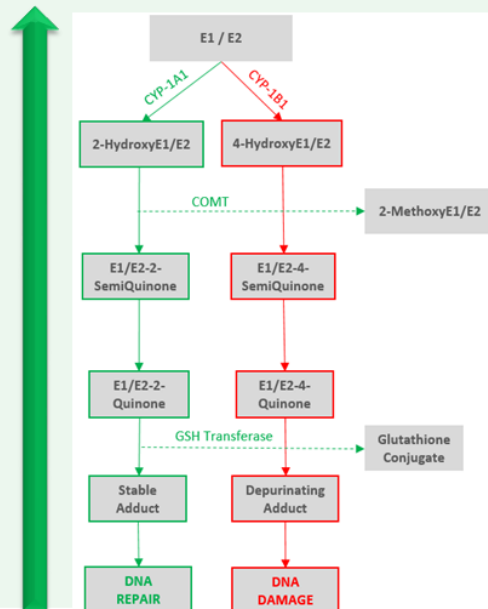 E1 / E2
CYP-1A1
CYP-1B1
2-HydroxyE1/E2
4-HydroxyE1/E2
COMT
2-MethoxyE1/E2
E1/E2-2-
SemiQuinone
E1/E2-4-
SemiQuinone
E1/E2-2-
Quinone
E1/E2-4-
Quinone
GSH Transferase
Glutathione
Conjugate
Stable
Adduct
Depurinating
Adduct
DNA
REPAIR
DNA
DAMAGE